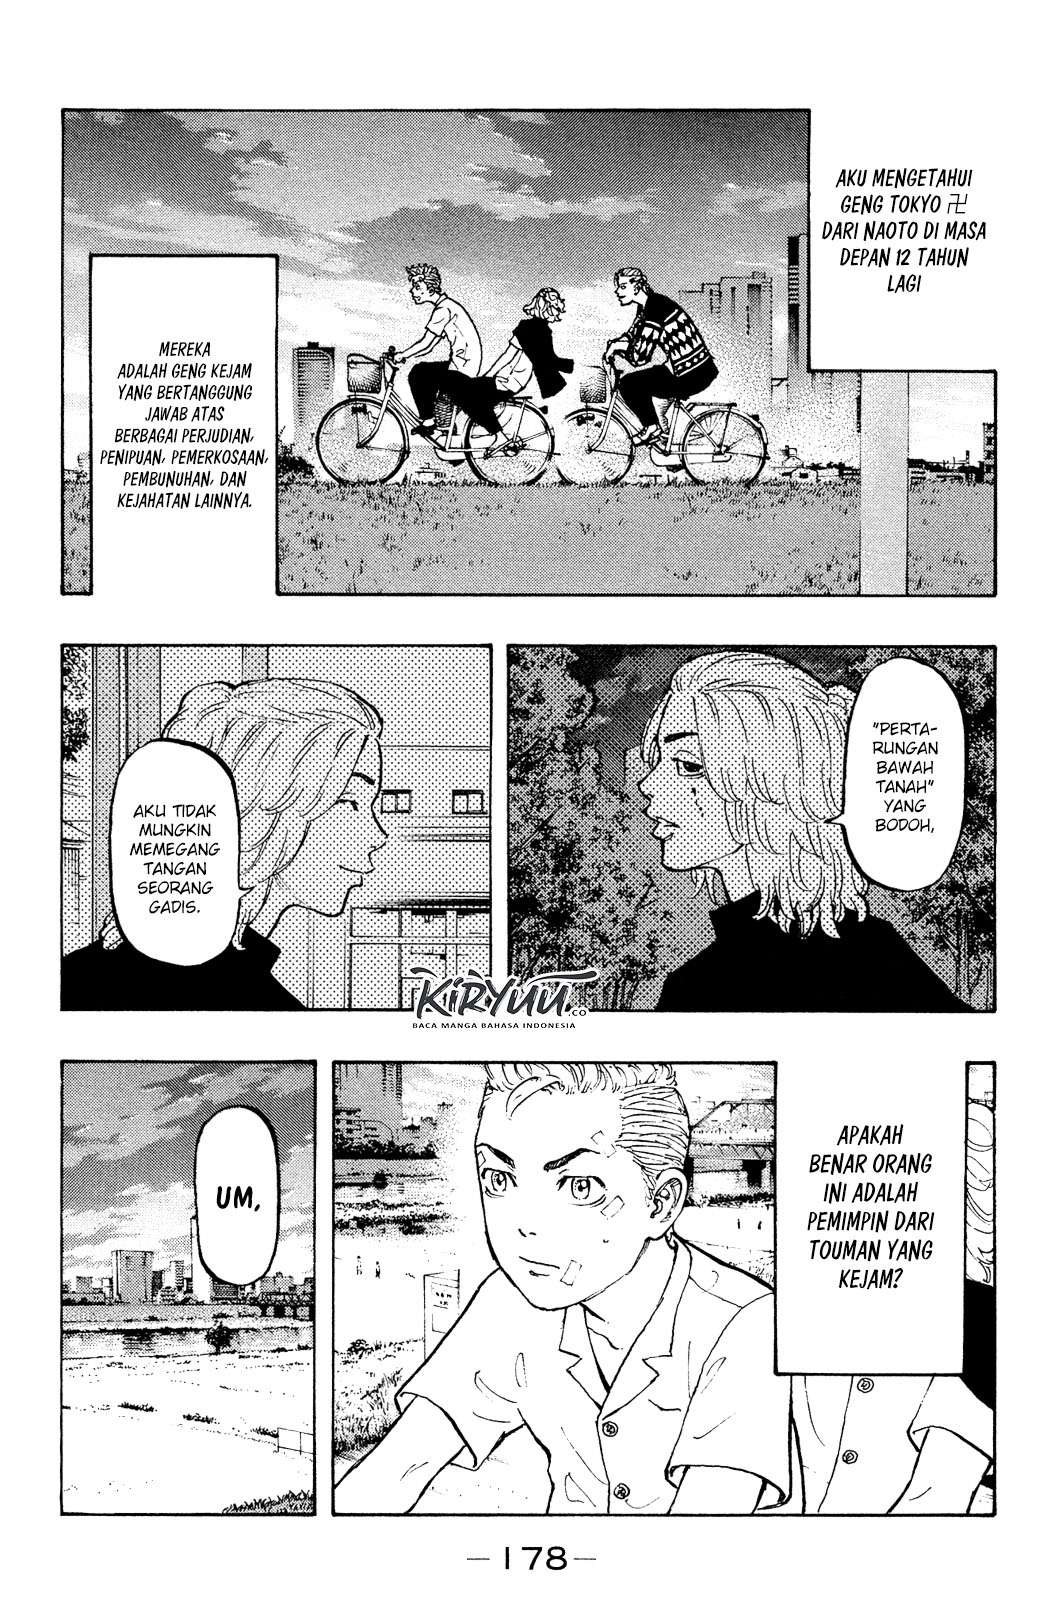 AKU MENGETAHUI
GENG TOKYO 卍
DARI NAOTO DI MASA
DEPAN 12 TAHUN
LAGI
MEREKA
ADALAH GENG KEJAM
YANG BERTANGGUNG
JAWAB ATAS
BERBAGAI PERJUDIAN,
PENIPUAN, PEMERKOSAAN,
PEMBUNUHAN, DAN
KEJAHATAN LAINNYA.
"PERTA-
RUNGAN
BAWAH
TANAH"
YANG
BODOH,
AKU TIDAK
MUNGKIN
MEMEGANG
TANGAN
SEORANG
GADIS.
KIRYUU.CO
BACA MANGA BAHASA INDONESIA
APAKAH
BENAR ORANG
INI ADALAH
PEMIMPIN DARI
TOUMAN YANG
KEJAM?
UM,
—178—